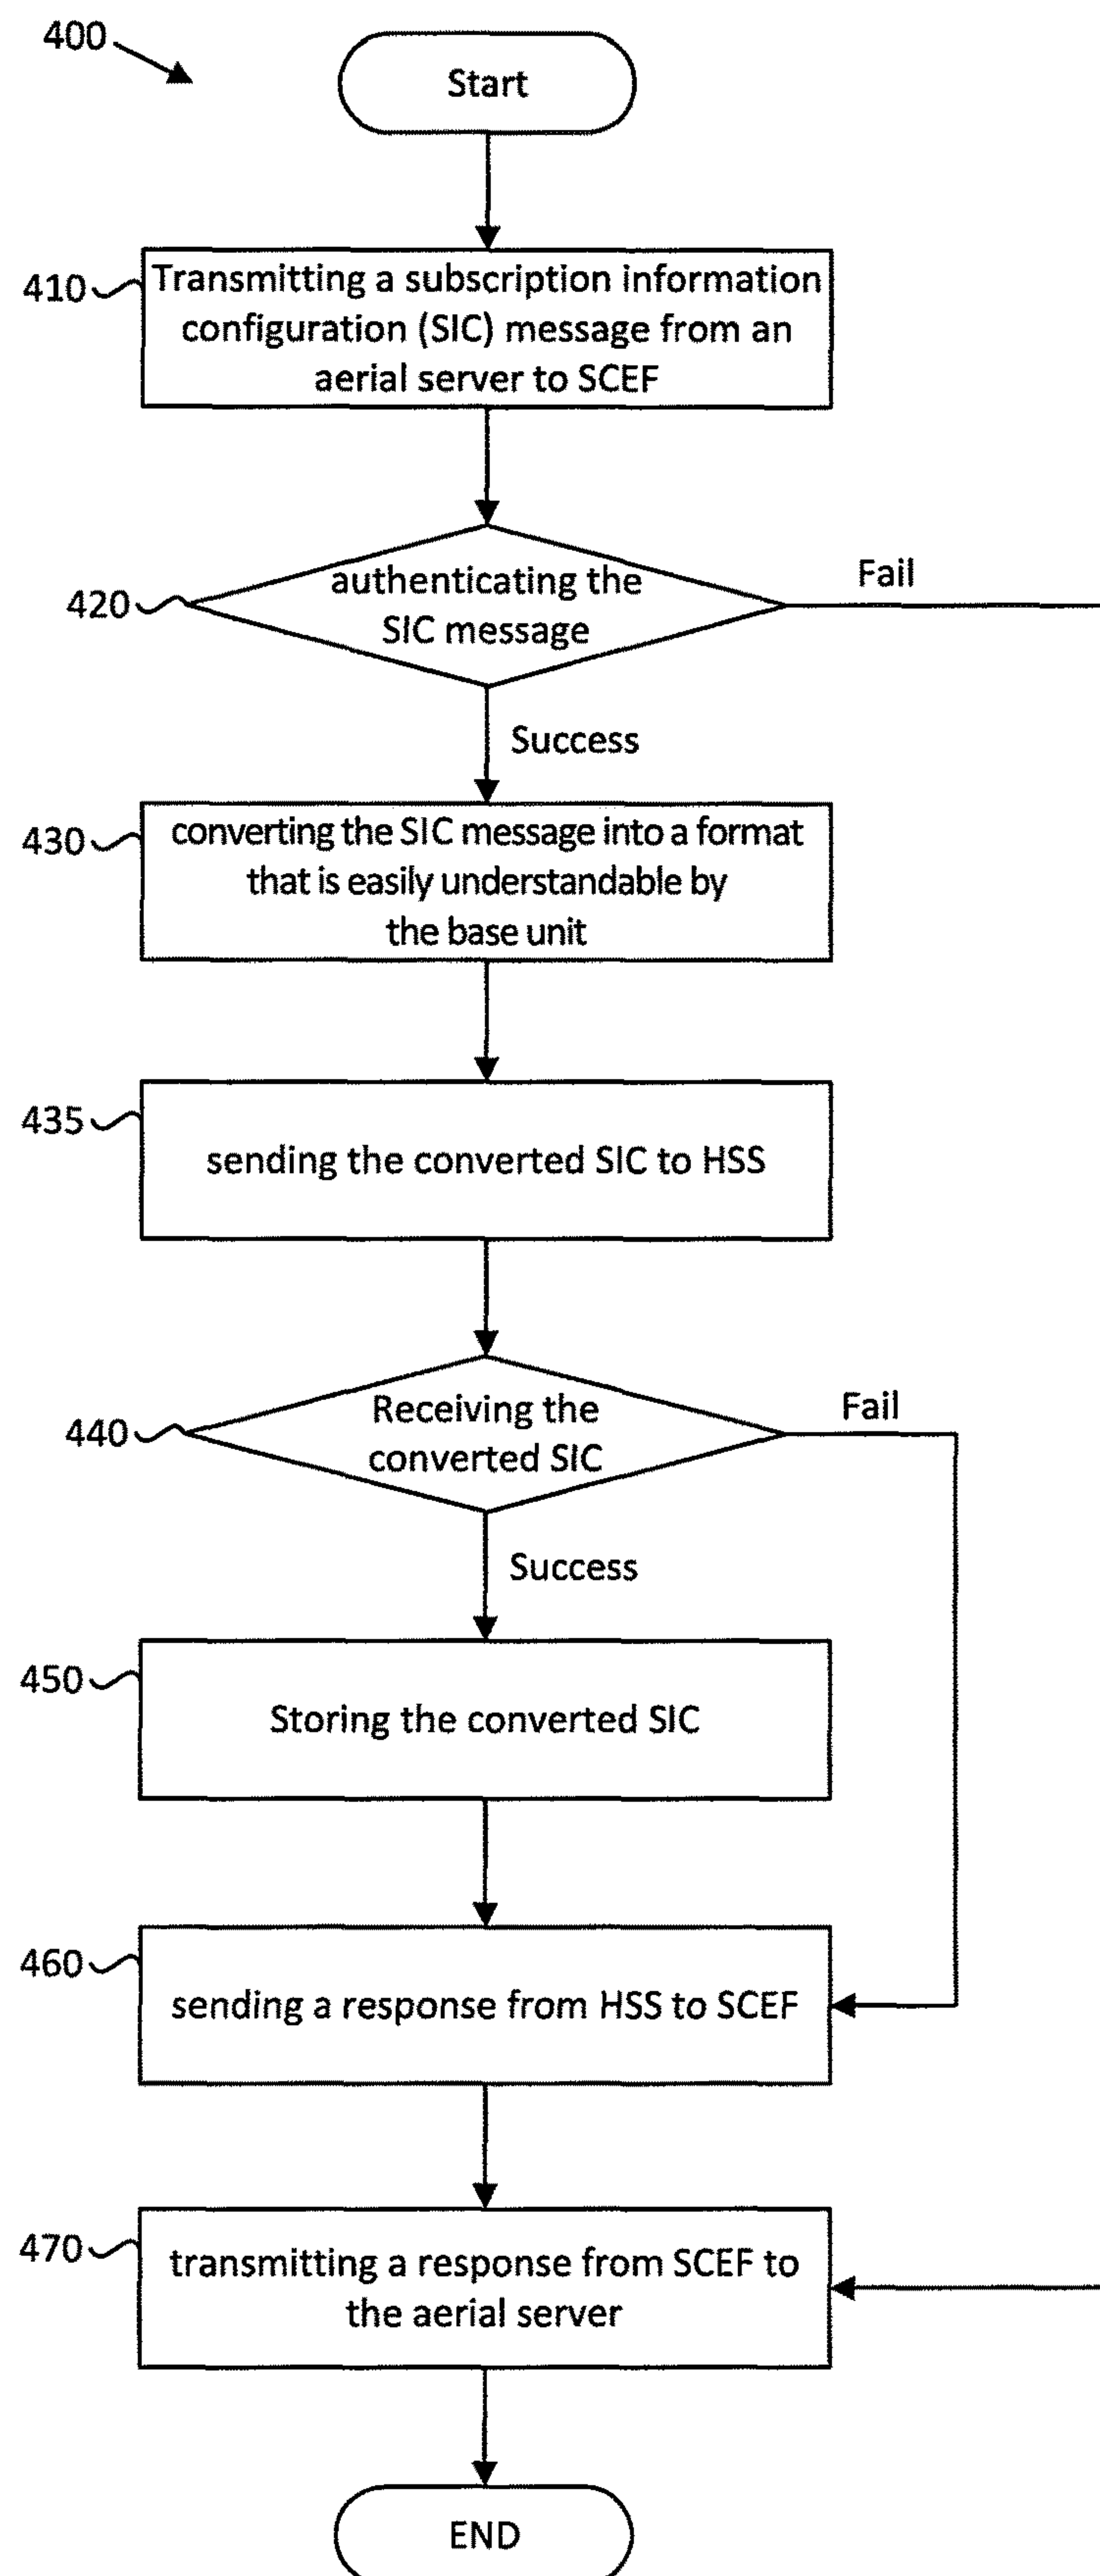 400
Start
410
Transmitting a subscription information
configuration (SIC) message from an
aerial server to SCEF
420
authenticating the
SIC message
Fail
Success
430
converting the SIC message into a format
that is easily understandable by
the base unit
435
sending the converted SIC to HSS
440
Receiving the
converted SIC
Fail
Success
450
Storing the converted SIC
460
sending a response from HSS to SCEF
470
transmitting a response from SCEF to
the aerial server
END